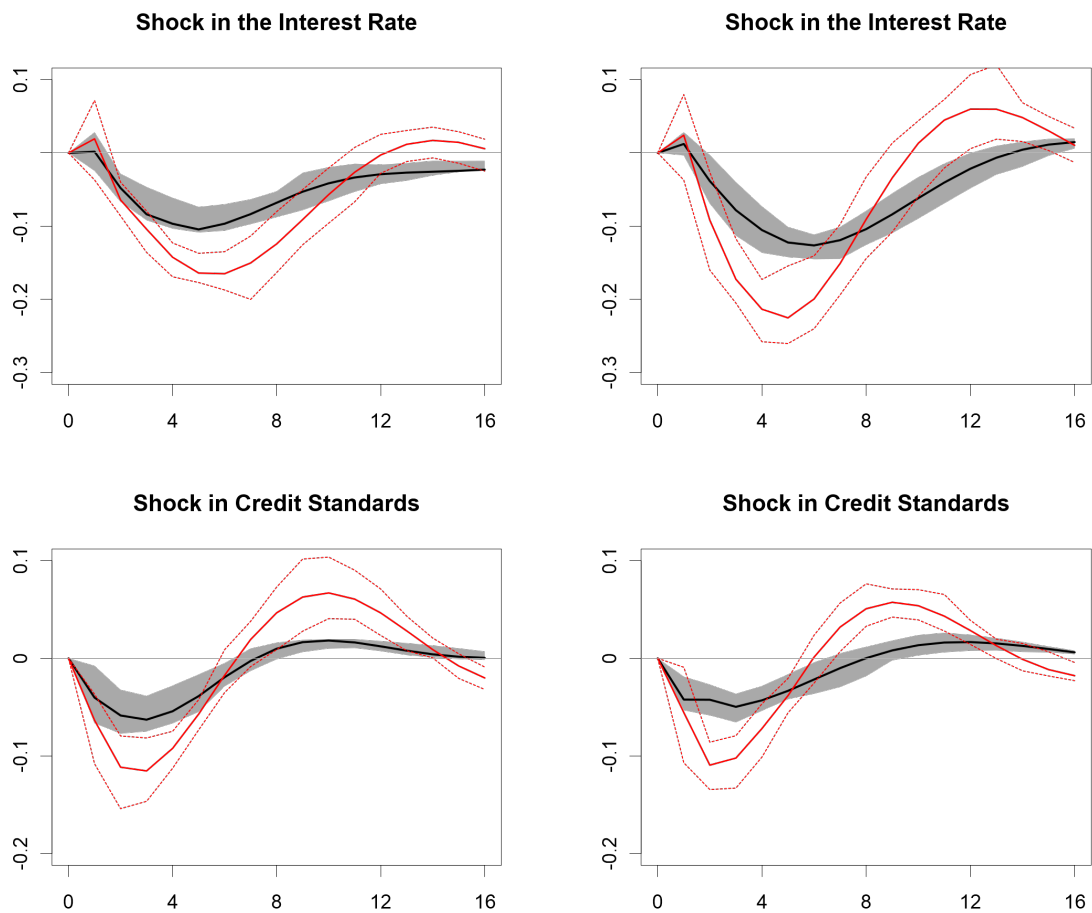 Shock in the Interest Rate
0.1
-0.1
-0.2
-0.3
0 4 8 12 16
Shock in the Interest Rate
0.1
-0.1
-0.2
-0.3
0 4 8 12 16
Shock in Credit Standards
0.1
0
-0.1
-0.2
0 4 8 12 16
Shock in Credit Standards
0.1
0
-0.1
-0.2
0 4 8 12 16